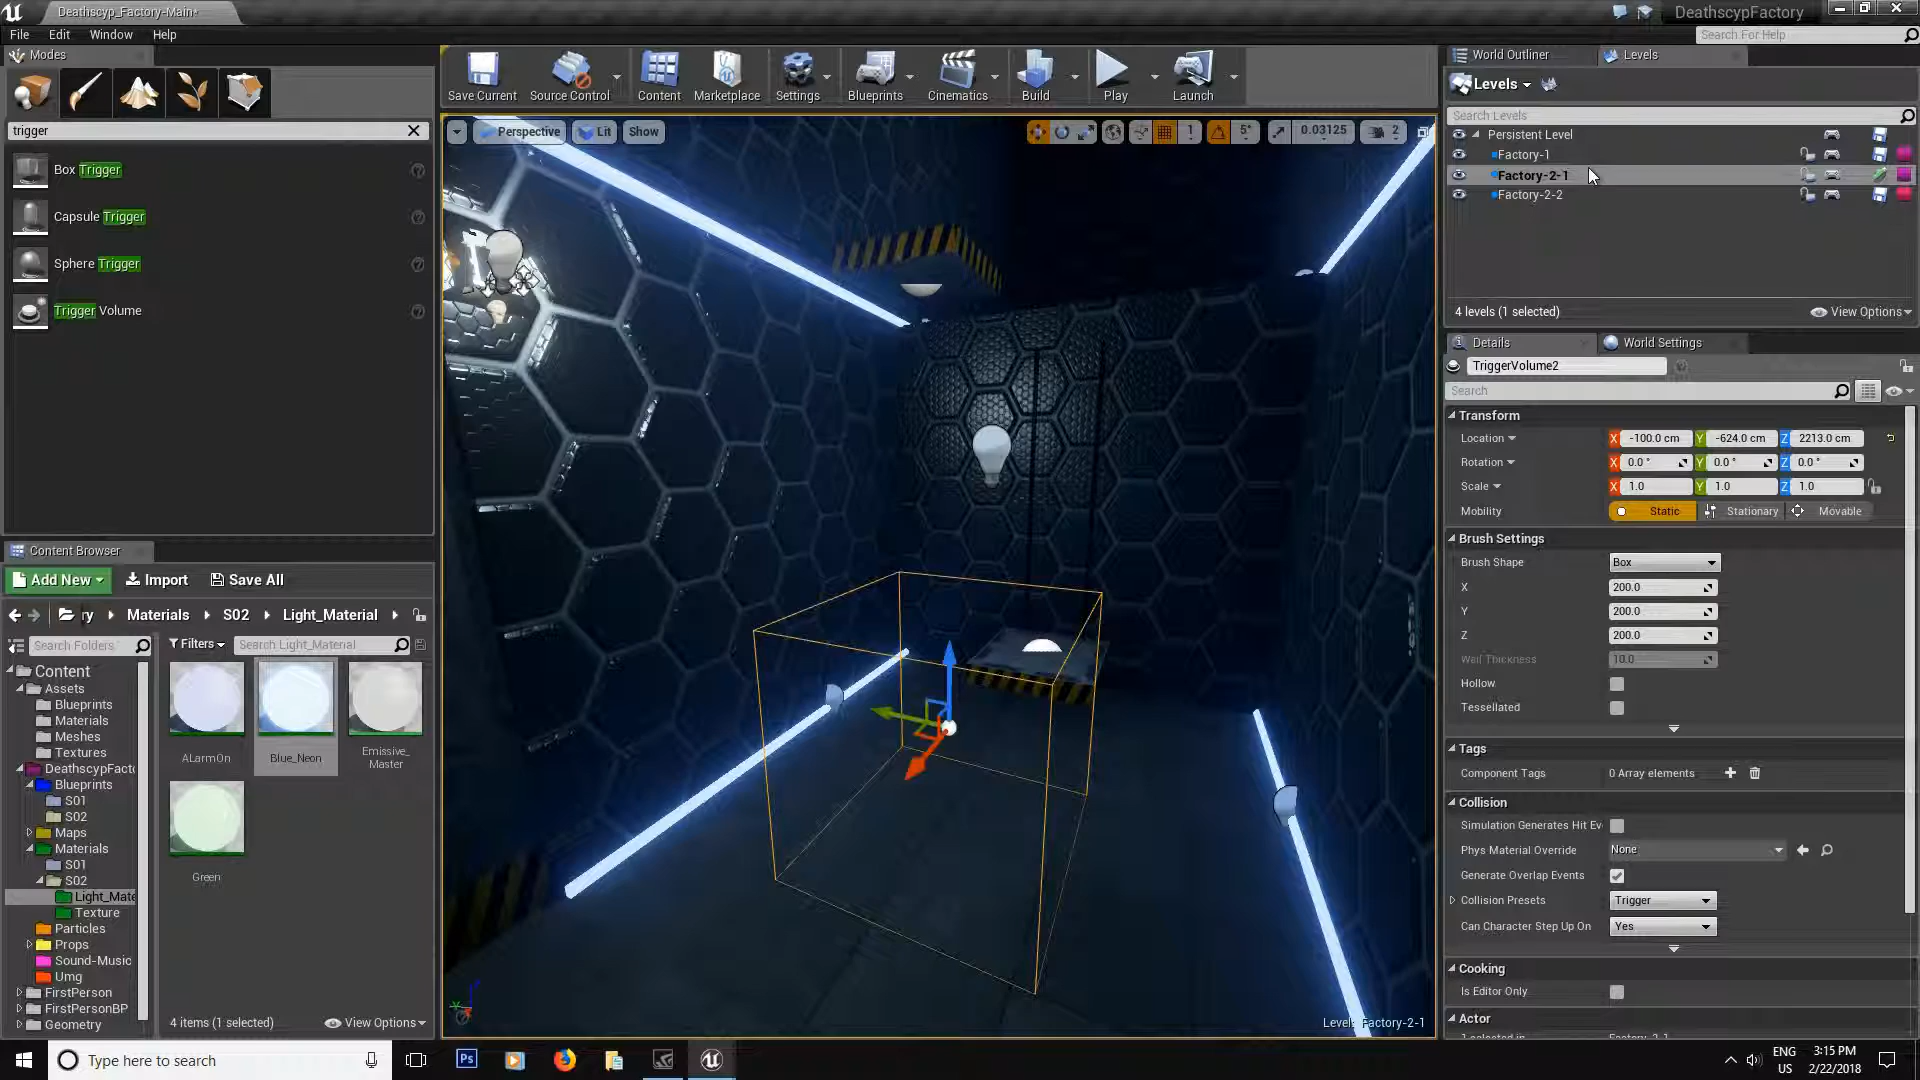 Deathscyp_Factory-Main*
DeathscypFactory
File Edit Window Help
Search For Help
Modes
trigger
Box Trigger
Capsule Trigger
Sphere Trigger
Trigger Volume
Save Current
Source Control
Content
Marketplace
Settings
Blueprints
Cinematics
Build
Play
Launch
Perspective
Lit
Show
1
5°
0.03125
2
Level: Factory-2-1
World Outliner
Levels
Levels
Search Levels
Persistent Level
Factory-1
Factory-2-1
Factory-2-2
4 levels (1 selected)
View Options
Details
World Settings
TriggerVolume2
Search
Transform
Location X -100.0 cm Y -624.0 cm Z 2213.0 cm
Rotation X 0.0 ° Y 0.0 ° Z 0.0 °
Scale X 1.0 Y 1.0 Z 1.0
Mobility Static Stationary Movable
Brush Settings
Brush Shape Box
X 200.0
Y 200.0
Z 200.0
Wall Thickness 10.0
Hollow
Tessellated
Tags
Component Tags 0 Array elements
Collision
Simulation Generates Hit Ev
Phys Material Override None
Generate Overlap Events
Collision Presets Trigger
Can Character Step Up On Yes
Cooking
Is Editor Only
Actor
Content Browser
Add New
Import
Save All
ry Materials S02 Light_Material
Search Folders
Filters
Search Light_Material
Content
Assets
Blueprints
Materials
Meshes
Textures
DeathscypFacto
Blueprints
S01
S02
Maps
Materials
S01
S02
Light_Mate
Texture
Particles
Props
Sound-Music
Umg
FirstPerson
FirstPersonBP
Geometry
ALarmOn
Blue_Neon
Emissive_
Master
Green
4 items (1 selected)
View Options
Type here to search
Ps
ENG
US
3:15 PM
2/22/2018